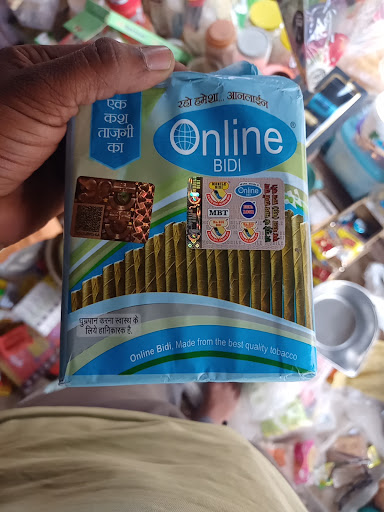 एक
कश
ताज़गी
का
रहो हमेशा... आनलाईन
Online®
BIDI
Online
MBT
धुम्रपान करना स्वास्थ के
लिये हानिकारक है.
Online Bidi, Made from the best quality tobacco